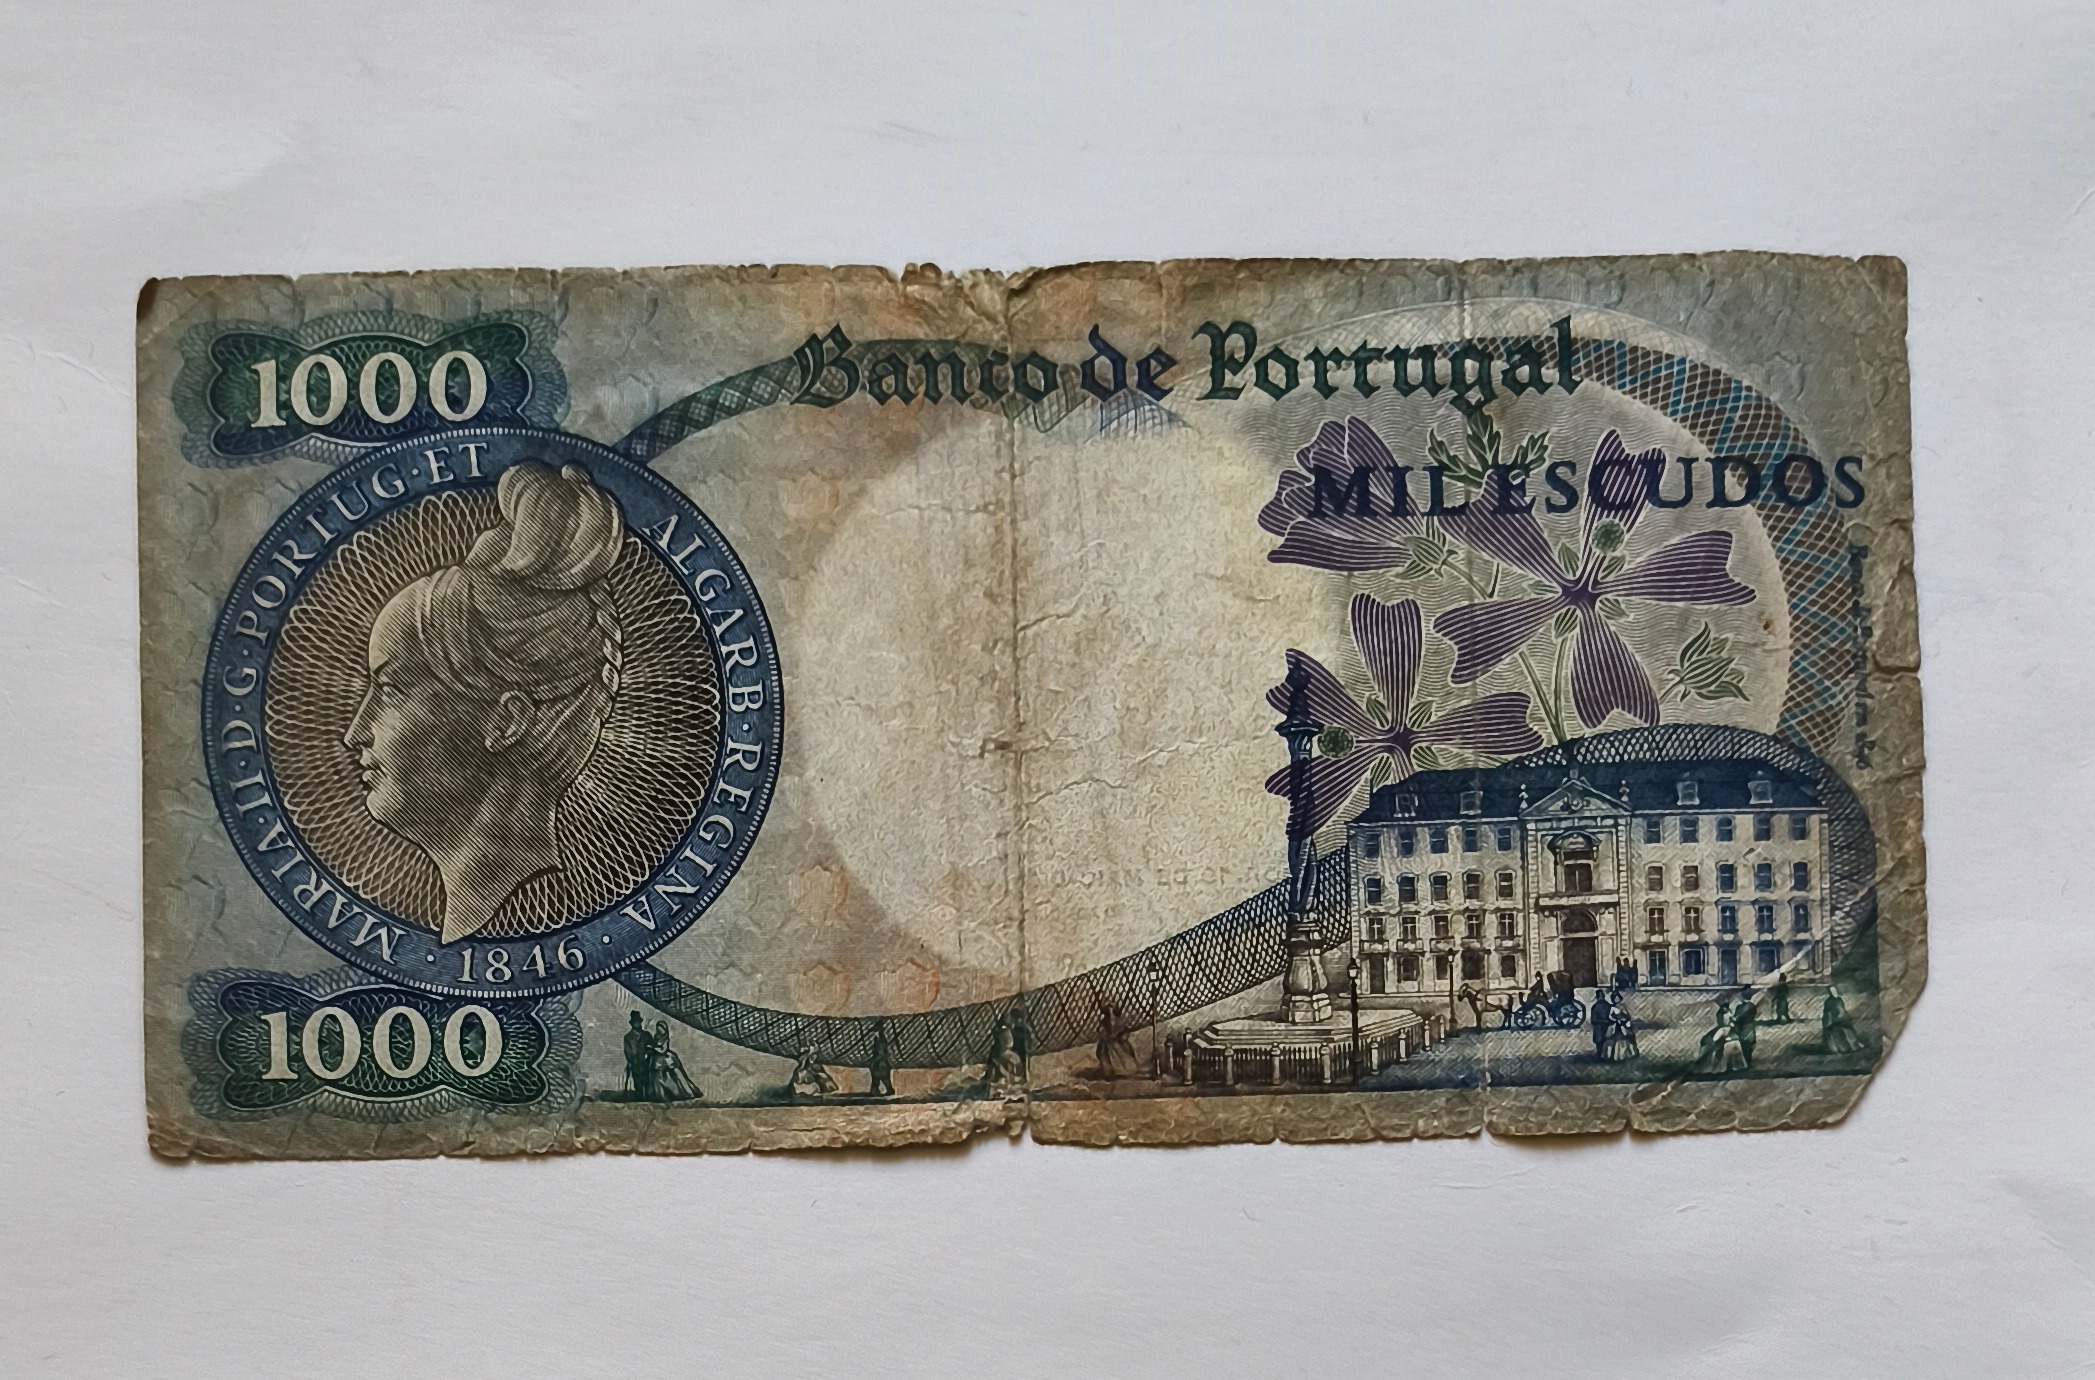 1000
Banco de Portugal
MIL ESCUDOS
MARIA·II·D·G·PORTUG·ET ALGARB·REGINA
·1846·
1000